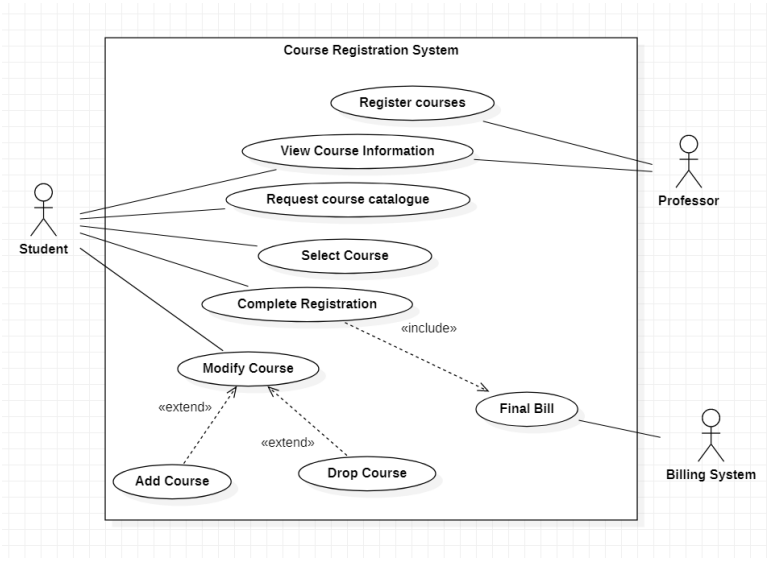 Course Registration System
Register courses
View Course Information
Request course catalogue
Professor
Student
Select Course
Complete Registration
«include»
Modify Course
«extend»
Final Bill
«extend»
Drop Course
Add Course
Billing System